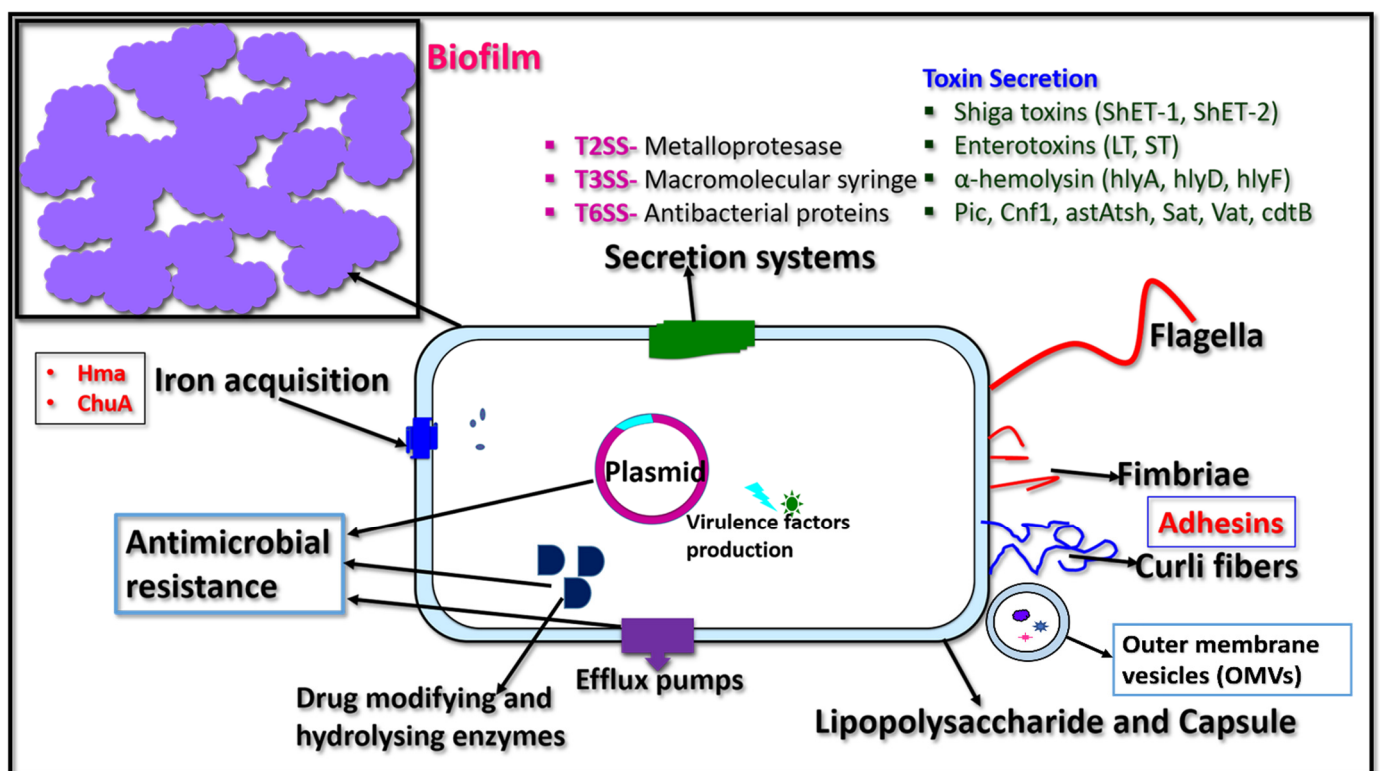 Biofilm
Toxin Secretion
▪ Shiga toxins (ShET-1, ShET-2)
▪ Enterotoxins (LT, ST)
▪ α-hemolysin (hlyA, hlyD, hlyF)
▪ Pic, Cnf1, astAtsh, Sat, Vat, cdtB
▪ T2SS- Metalloprotesase
▪ T3SS- Macromolecular syringe
▪ T6SS- Antibacterial proteins
Secretion systems
Flagella
• Hma
• ChuA
Iron acquisition
Plasmid
Virulence factors
production
Fimbriae
Adhesins
Curli fibers
Antimicrobial
resistance
Outer membrane
vesicles (OMVs)
Efflux pumps
Drug modifying and
hydrolysing enzymes
Lipopolysaccharide and Capsule